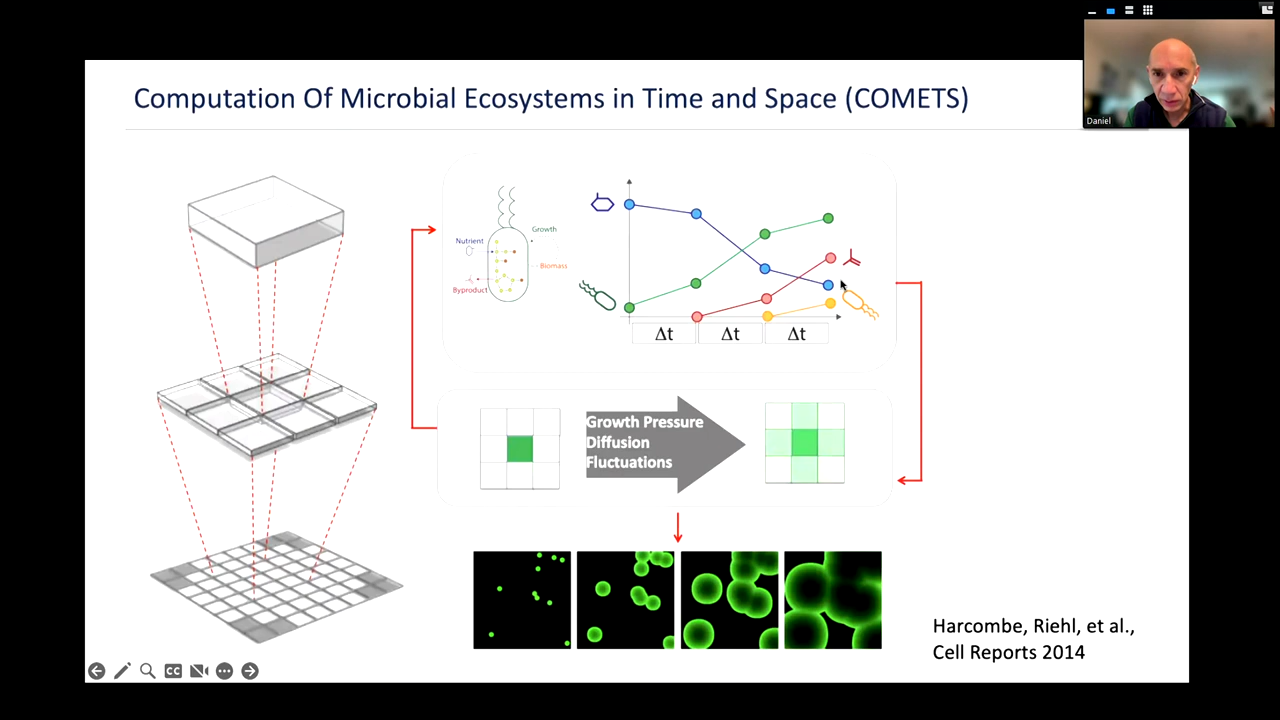 Computation Of Microbial Ecosystems in Time and Space (COMETS)
Daniel
Growth
Nutrient
Biomass
Byproduct
Δt
Δt
Δt
Growth Pressure
Diffusion
Fluctuations
Harcombe, Riehl, et al.,
Cell Reports 2014
CC